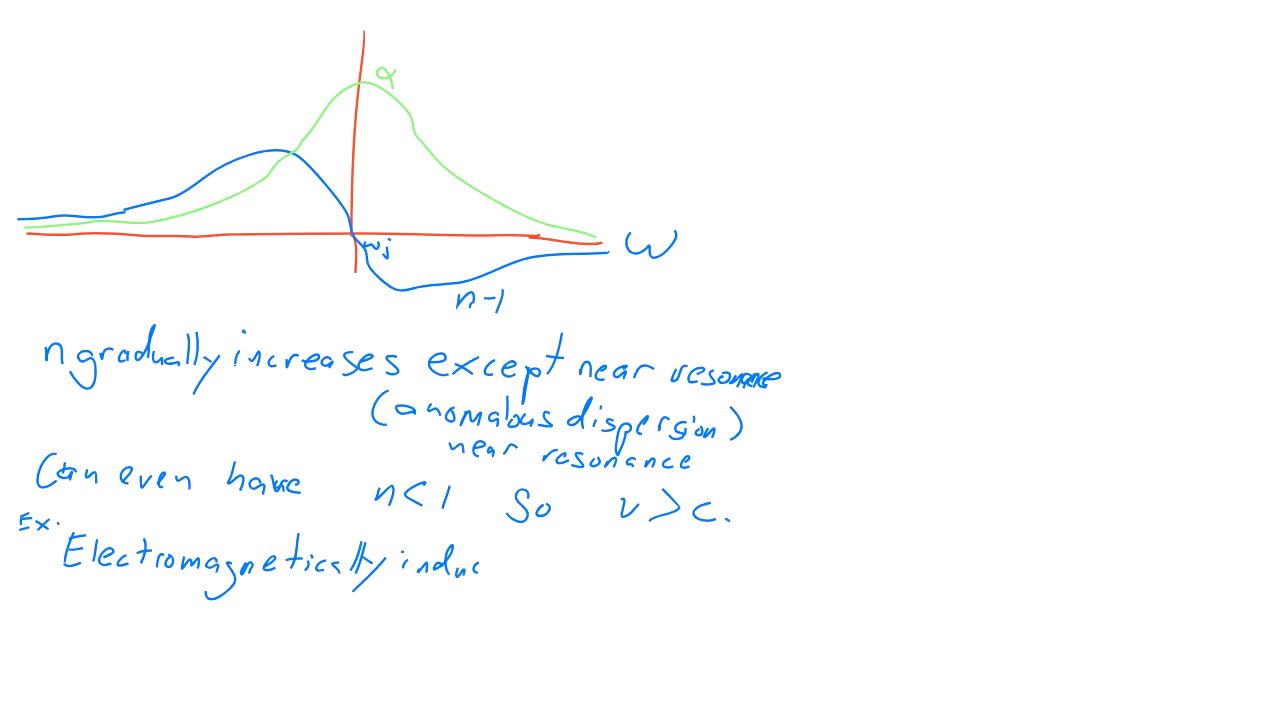 α
ω
ωj
n-1
n gradually increases except near resonance
(anomalous dispersion)
near resonance
Can even have n<1 so v>c.
Ex.
Electromagnetically induc